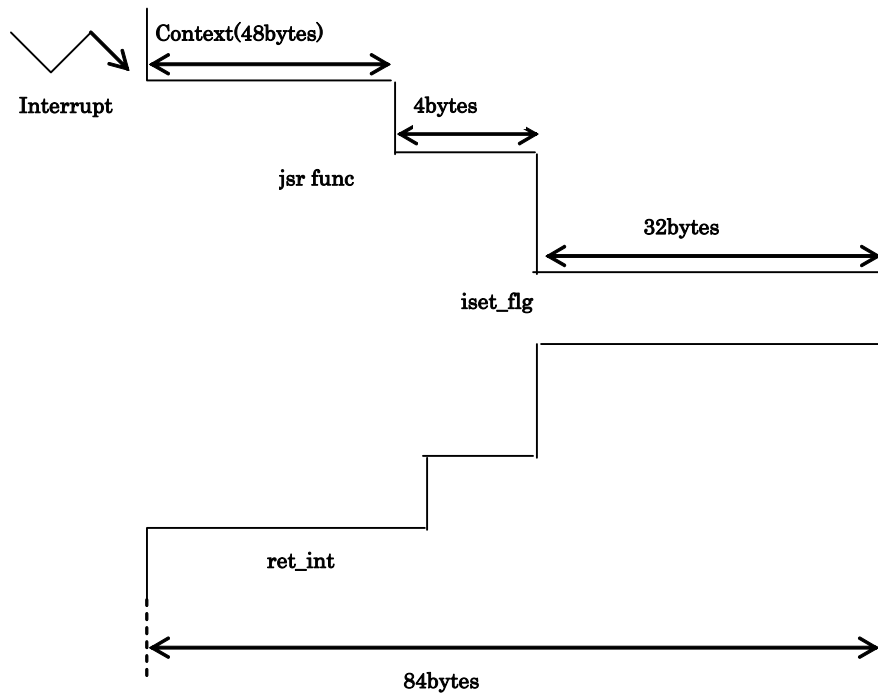 Context(48bytes)
Interrupt
4bytes
jsr func
32bytes
iset_flg
ret_int
84bytes